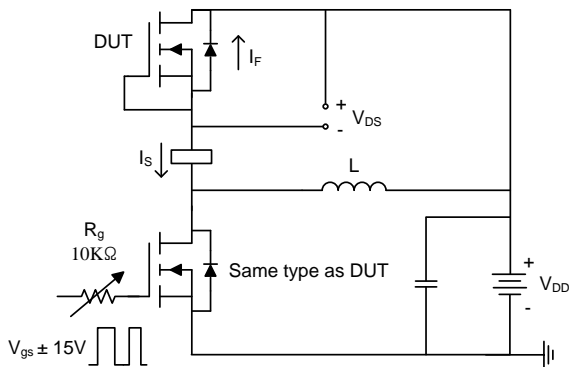 DUT
I_F
+
V_DS
-
I_S
L
R_g
10KΩ
Same type as DUT
+
V_DD
-
V_gs ± 15V